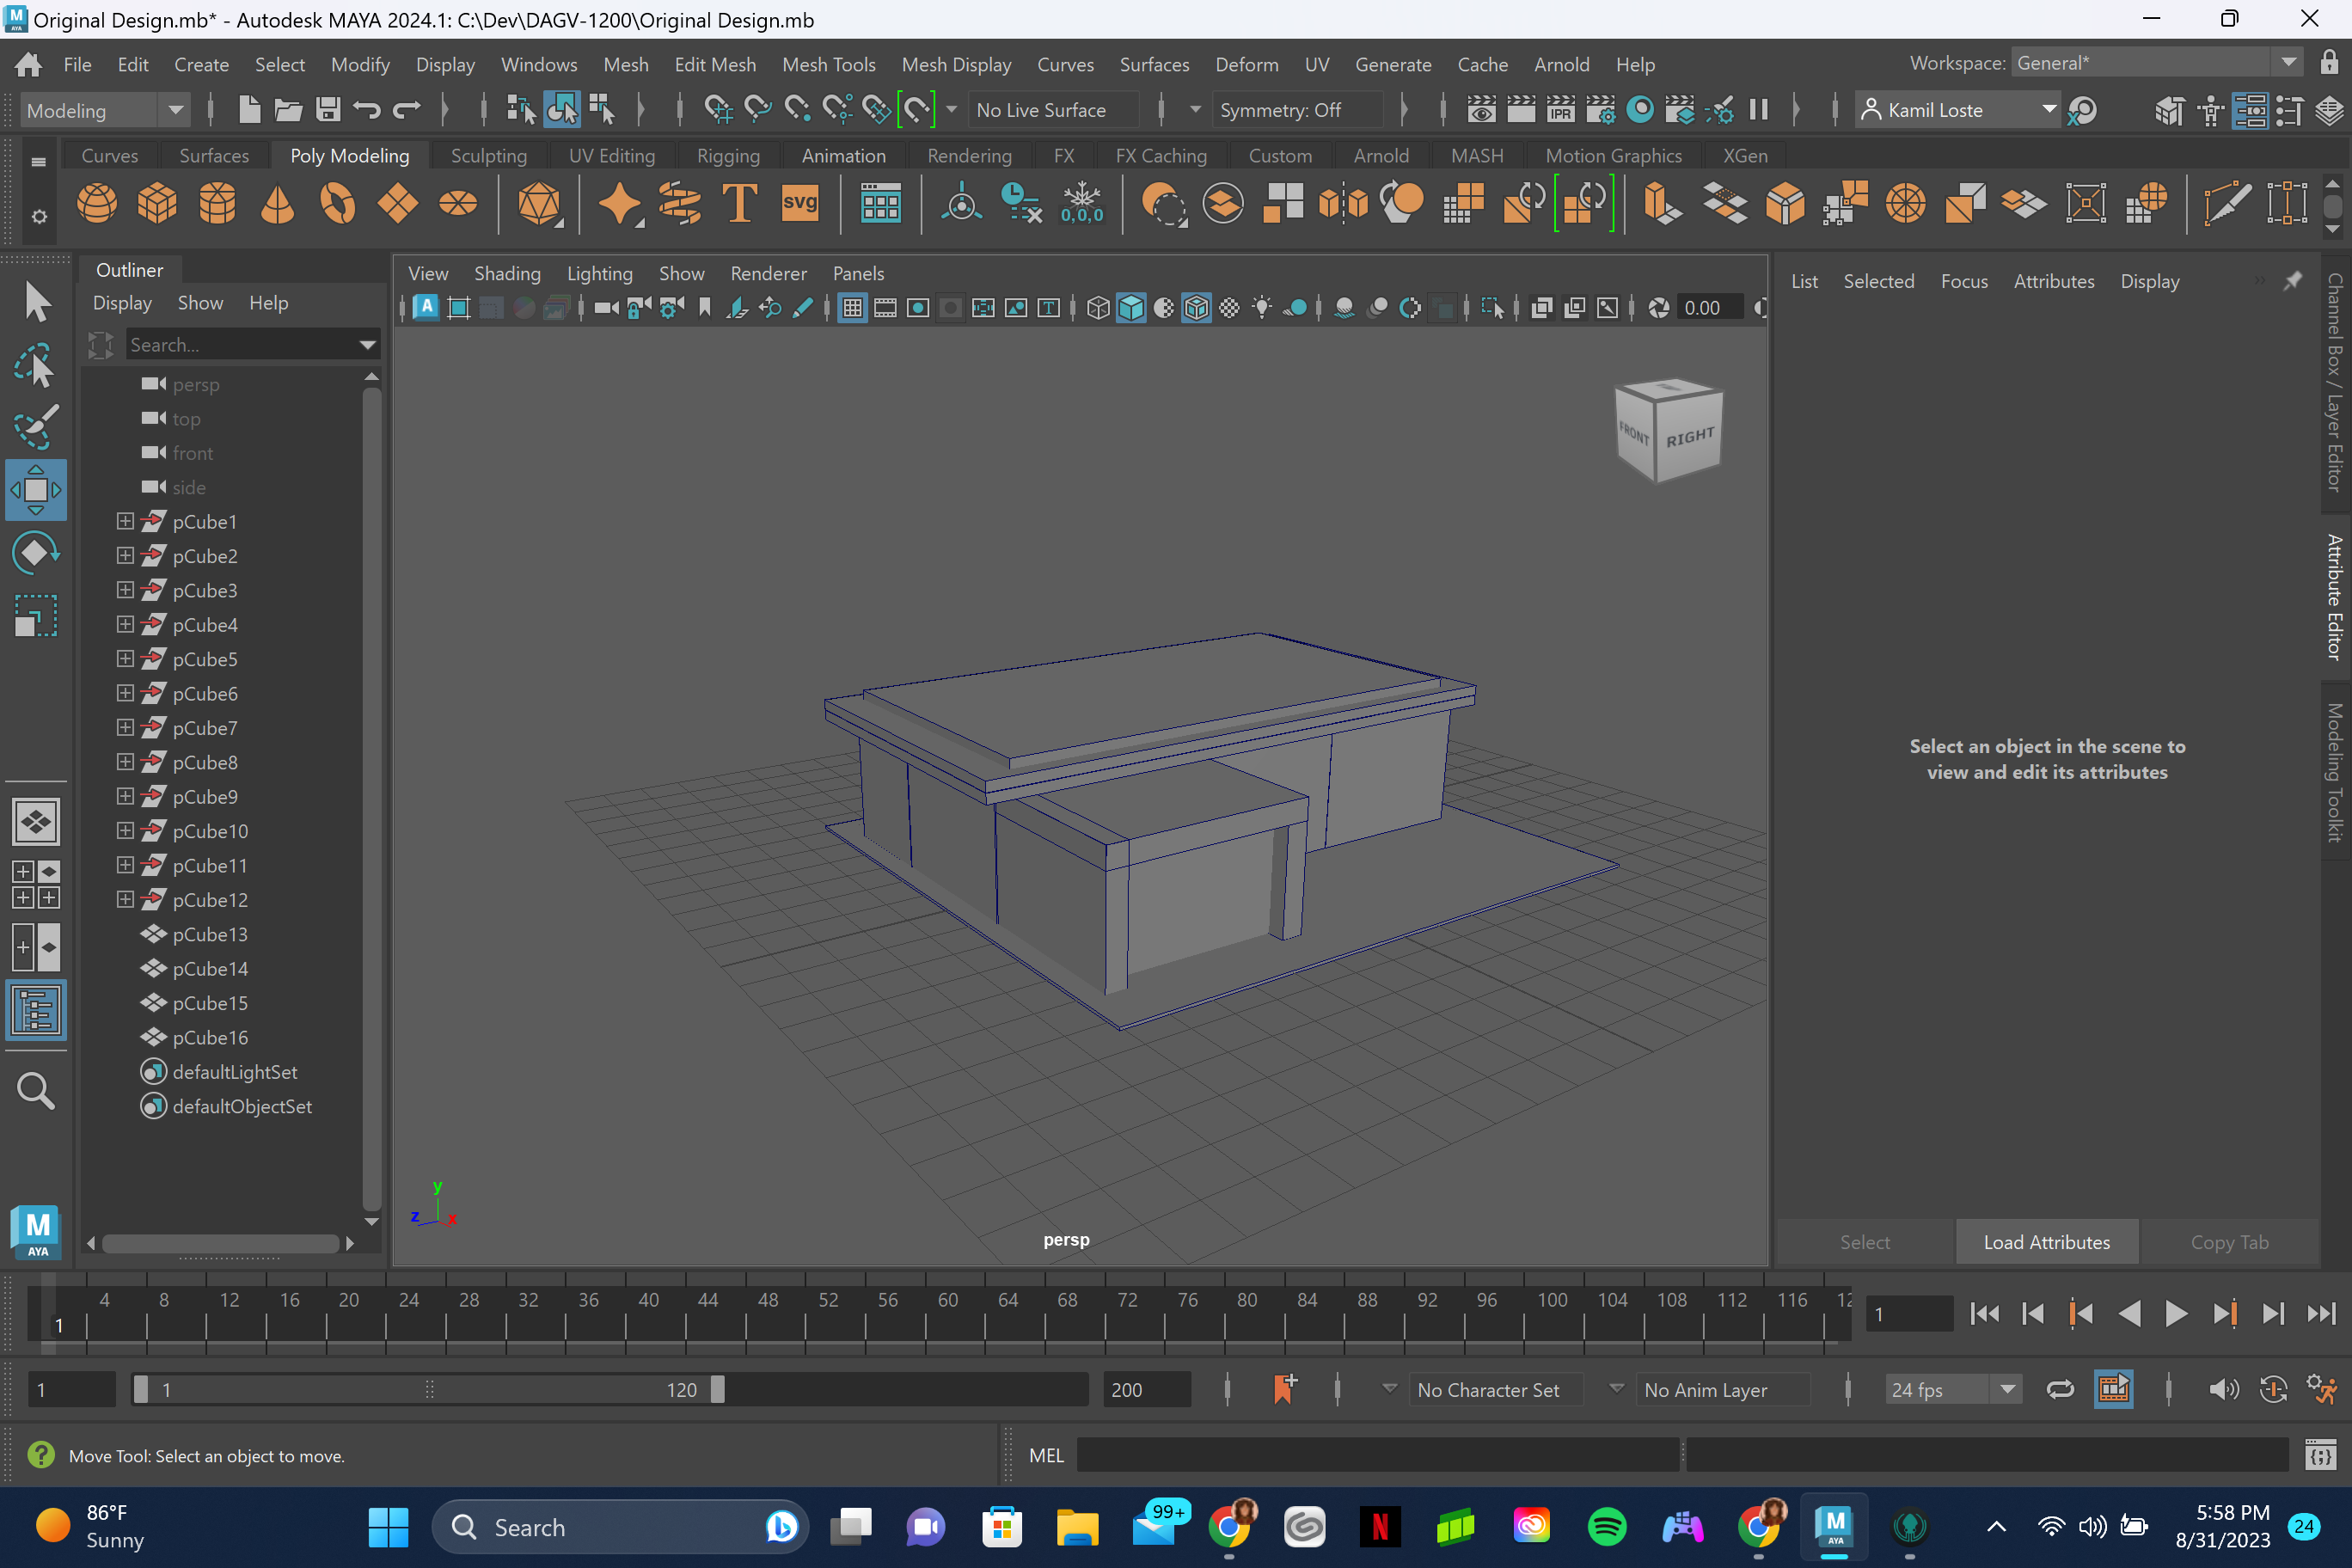 Original Design.mb* - Autodesk MAYA 2024.1: C:\Dev\DAGV-1200\Original Design.mb
File Edit Create Select Modify Display Windows Mesh Edit Mesh Mesh Tools Mesh Display Curves Surfaces Deform UV Generate Cache Arnold Help Workspace: General*
Modeling No Live Surface Symmetry: Off IPR Kamil Loste
Curves Surfaces Poly Modeling Sculpting UV Editing Rigging Animation Rendering FX FX Caching Custom Arnold MASH Motion Graphics XGen
T svg 0,0,0
Outliner
Display Show Help
Search...
persp
top
front
side
pCube1
pCube2
pCube3
pCube4
pCube5
pCube6
pCube7
pCube8
pCube9
pCube10
pCube11
pCube12
pCube13
pCube14
pCube15
pCube16
defaultLightSet
defaultObjectSet
M
AYA
View Shading Lighting Show Renderer Panels
0.00
FRONT RIGHT
y
z x
persp
List Selected Focus Attributes Display
Select an object in the scene to
view and edit its attributes
Select Load Attributes Copy Tab
Channel Box / Layer Editor
Attribute Editor
Modeling Toolkit
4 8 12 16 20 24 28 32 36 40 44 48 52 56 60 64 68 72 76 80 84 88 92 96 100 104 108 112 116 12
1 1
1 1 120 200 No Character Set No Anim Layer 24 fps
Move Tool: Select an object to move. MEL
86°F
Sunny
Search
99+
N
M
AYA
5:58 PM
8/31/2023
24